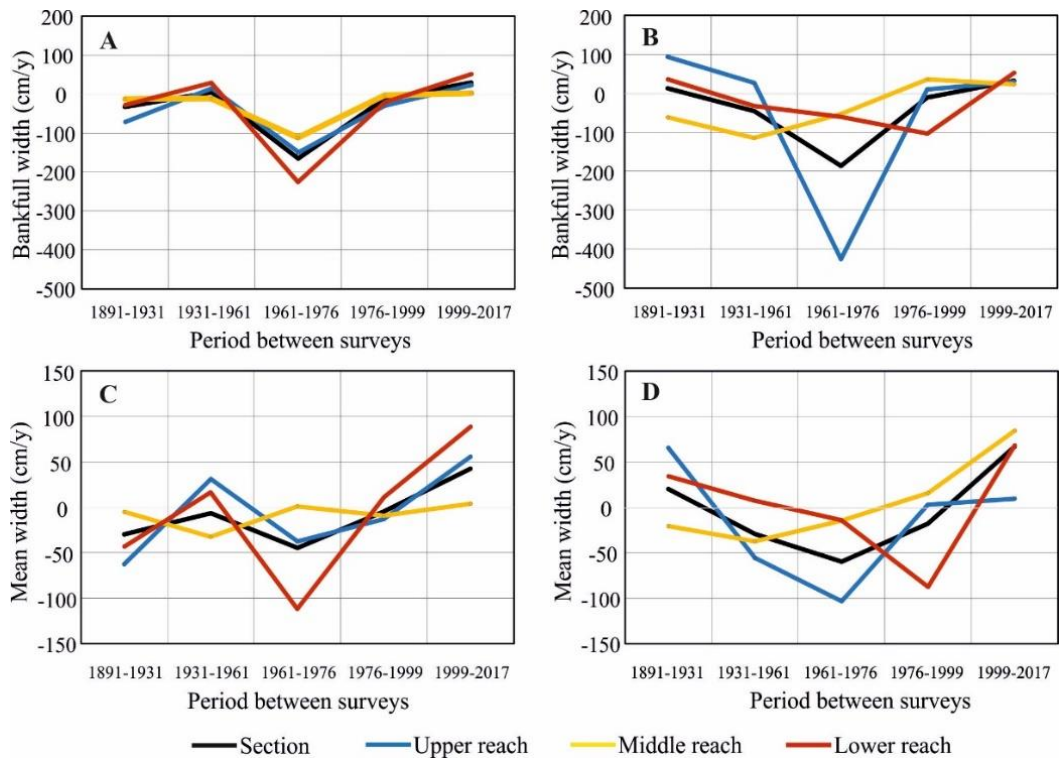 A
Bankfull width (cm/y)
200
100
0
-100
-200
-300
-400
-500
1891-1931 1931-1961 1961-1976 1976-1999 1999-2017
Period between surveys
B
Bankfull width (cm/y)
200
100
0
-100
-200
-300
-400
-500
1891-1931 1931-1961 1961-1976 1976-1999 1999-2017
Period between surveys
C
Mean width (cm/y)
150
100
50
0
-50
-100
-150
1891-1931 1931-1961 1961-1976 1976-1999 1999-2017
Period between surveys
D
Mean width (cm/y)
150
100
50
0
-50
-100
-150
1891-1931 1931-1961 1961-1976 1976-1999 1999-2017
Period between surveys
Section Upper reach Middle reach Lower reach